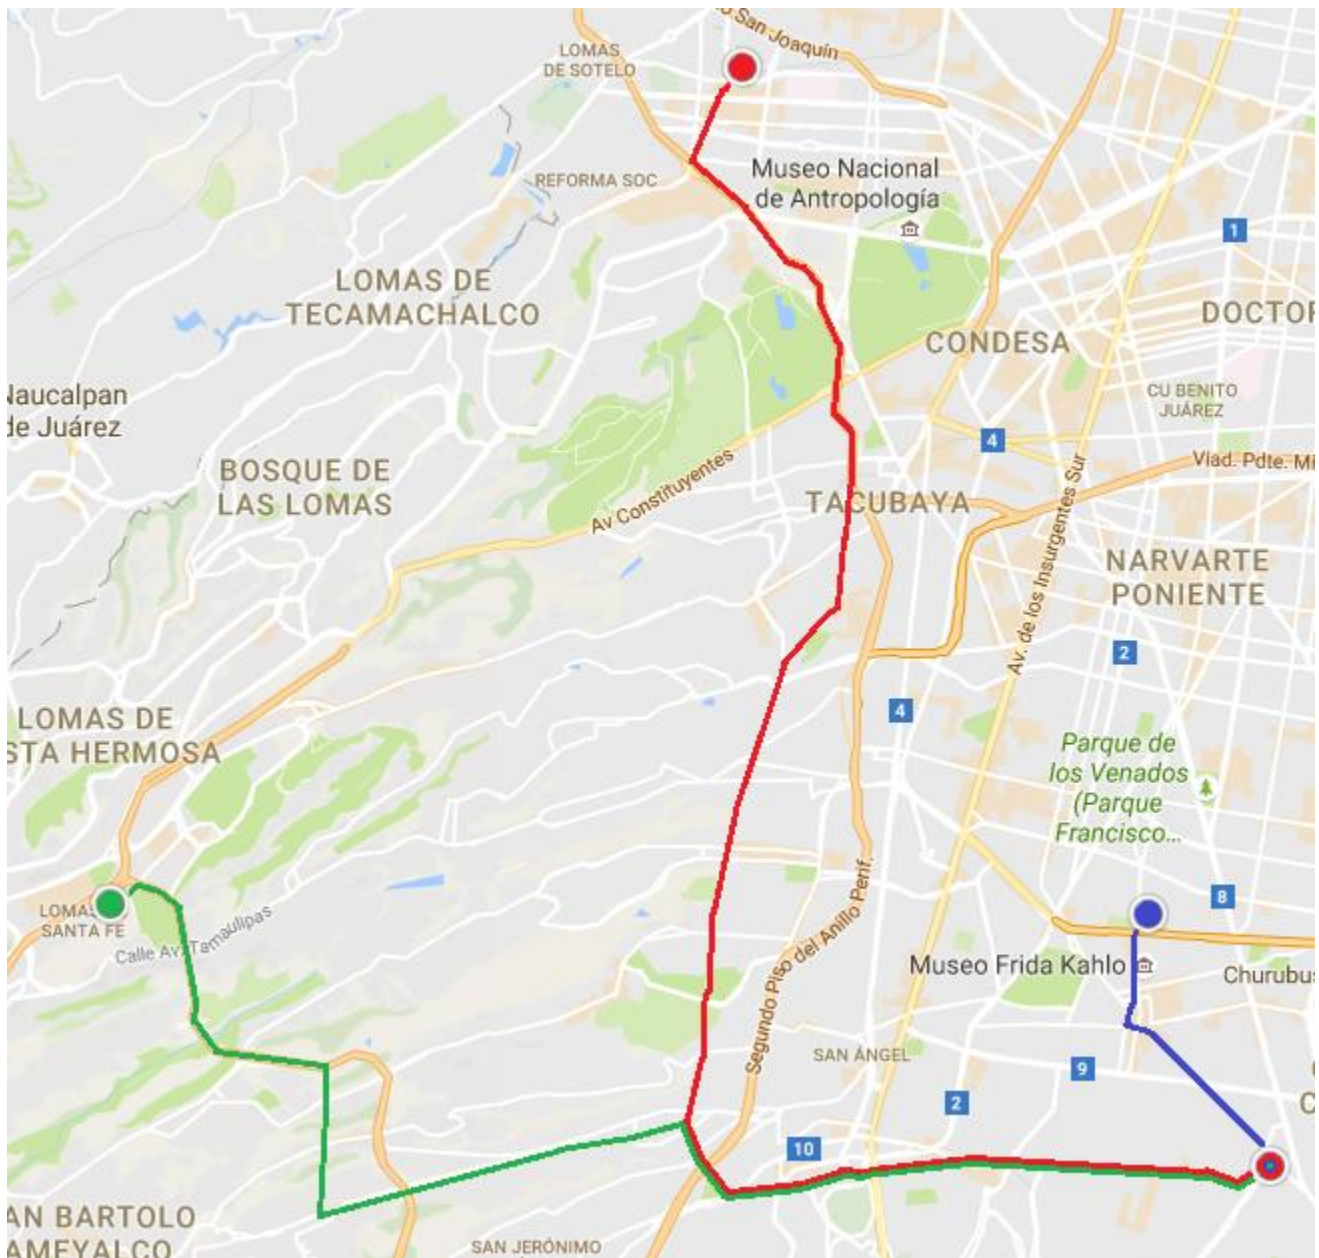 San Joaquín
LOMAS
DE SOTELO
Museo Nacional
de Antropología
REFORMA SOC
1
LOMAS DE
TECAMACHALCO
DOCTOR
CONDESA
Naucalpan
de Juárez
CU BENITO
JUÁREZ
4
Vlad. Pdte. Mi
BOSQUE DE
LAS LOMAS
Av Constituyentes
TACUBAYA
Av. de los Insurgentes Sur
NARVARTE
PONIENTE
2
LOMAS DE
STA HERMOSA
4
Parque de
los Venados
(Parque
Francisco...
Segundo Piso del Anillo Perif.
8
LOMAS
SANTA FE
Calle Av. Tamaulipas
Museo Frida Kahlo
Churubus
SAN ÁNGEL
9
2
C
10
AN BARTOLO
AMEYALCO
SAN JERÓNIMO